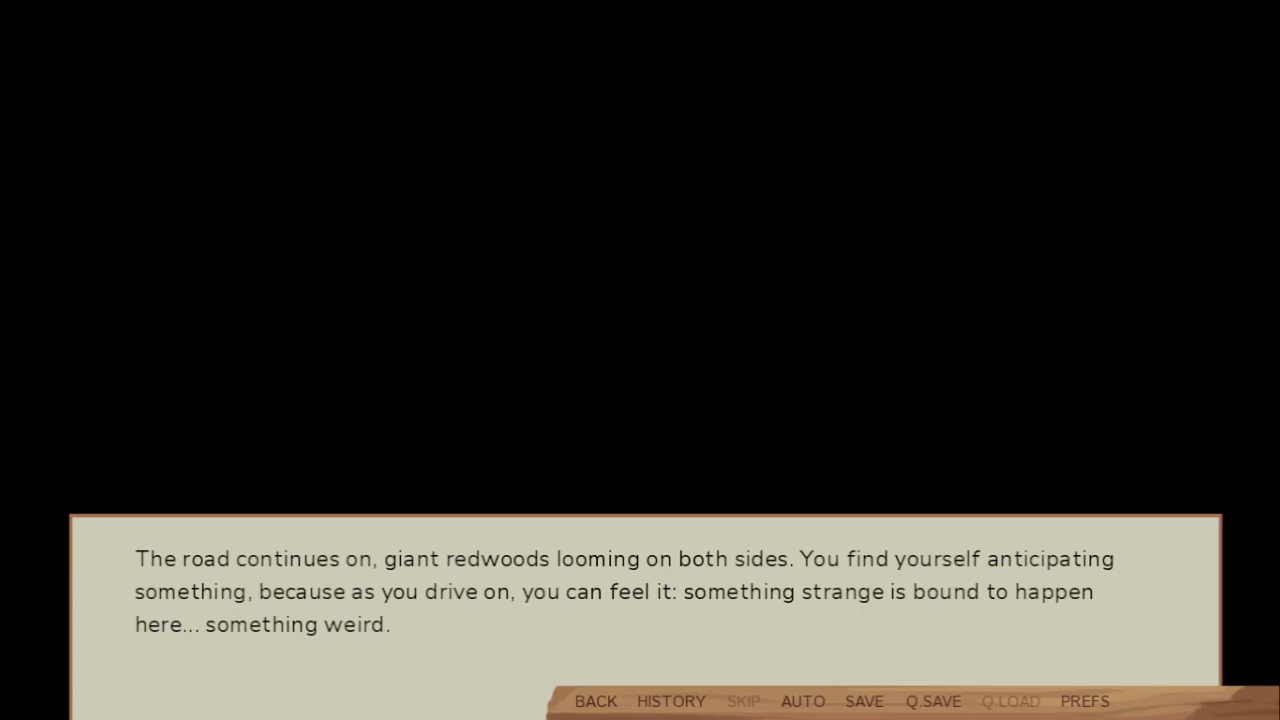 The road continues on, giant redwoods looming on both sides. You find yourself anticipating
something, because as you drive on, you can feel it: something strange is bound to happen
here... something weird.
BACK HISTORY SKIP AUTO SAVE Q.SAVE Q.LOAD PREFS